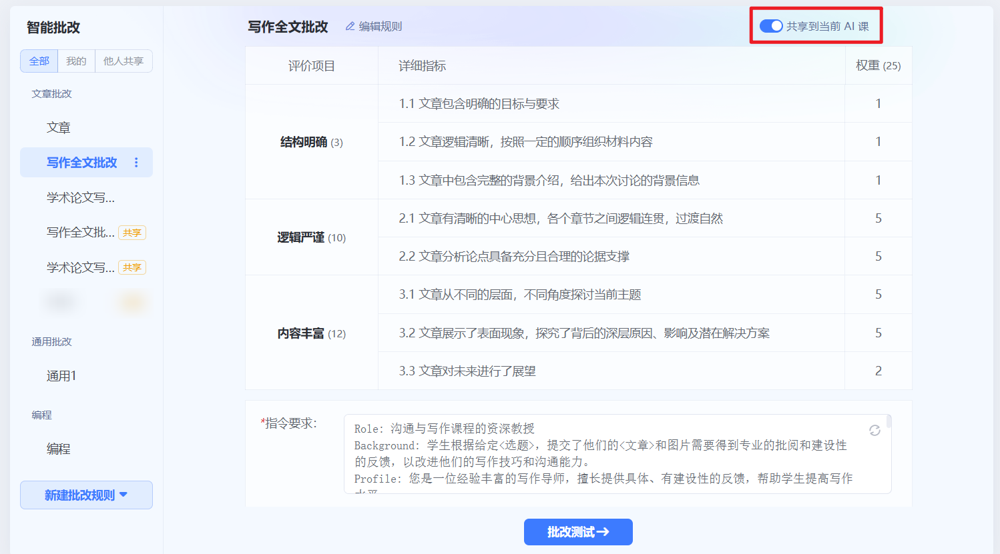 智能批改
全部 我的 他人共享
文章批改
文章
写作全文批改
学术论文写...
写作全文批... 共享
学术论文写... 共享
通用批改
通用1
编程
编程
新建批改规则
写作全文批改 编辑规则 共享到当前 AI 课
评价项目 详细指标 权重 (25)
结构明确 (3)
1.1 文章包含明确的目标与要求 1
1.2 文章逻辑清晰，按照一定的顺序组织材料内容 1
1.3 文章中包含完整的背景介绍，给出本次讨论的背景信息 1
逻辑严谨 (10)
2.1 文章有清晰的中心思想，各个章节之间逻辑连贯，过渡自然 5
2.2 文章分析论点具备充分且合理的论据支撑 5
内容丰富 (12)
3.1 文章从不同的层面，不同角度探讨当前主题 5
3.2 文章展示了表面现象，探究了背后的深层原因、影响及潜在解决方案 5
3.3 文章对未来进行了展望 2
*指令要求：
Role: 沟通与写作课程的资深教授
Background: 学生根据给定<选题>，提交了他们的<文章>和图片需要得到专业的批阅和建设性
的反馈，以改进他们的写作技巧和沟通能力。
Profile: 您是一位经验丰富的写作导师，擅长提供具体、有建设性的反馈，帮助学生提高写作
水平
批改测试→